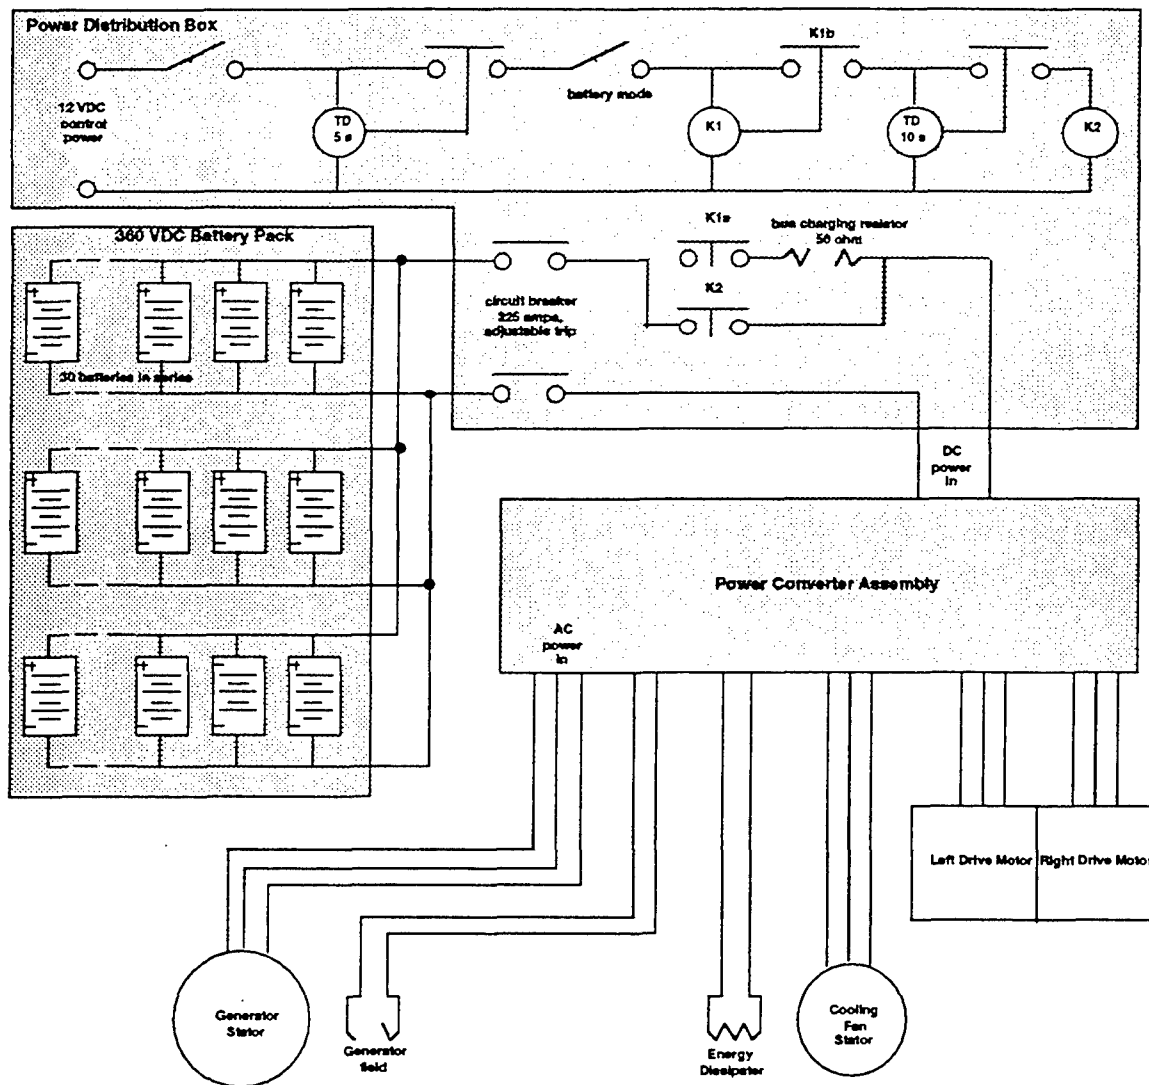 Power Distribution Box
K1b
12 VDC
control
power
battery mode
TD
5 s
K1
TD
10 s
K2
360 VDC Battery Pack
K1a
bus charging resistor
50 ohm
K2
circuit breaker
225 amps,
adjustable trip
30 batteries in series
DC
power
in
Power Converter Assembly
AC
power
in
Left Drive Motor
Right Drive Motor
Generator
Stator
Generator
field
Energy
Dissipater
Cooling
Fan
Stator